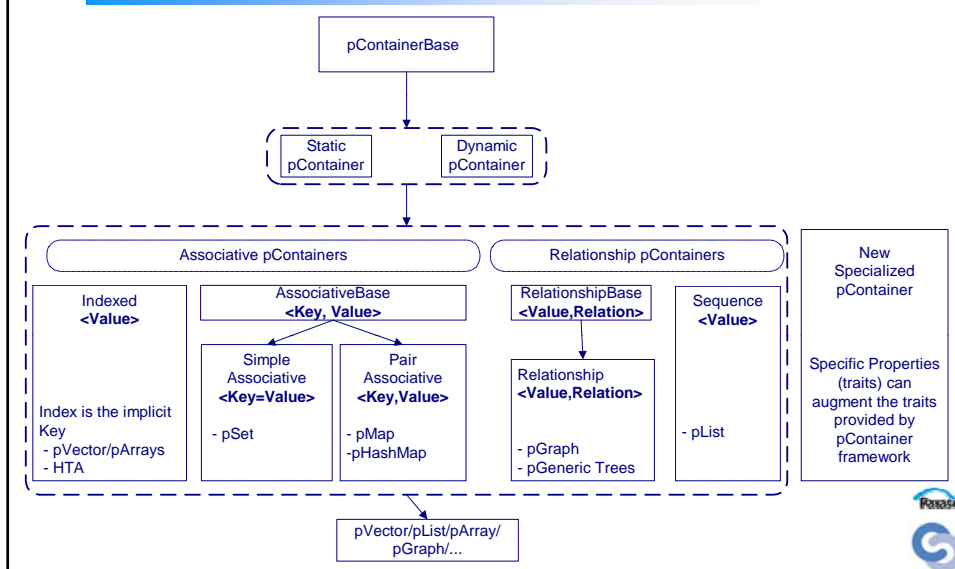 pContainerBase
Static
pContainer
Dynamic
pContainer
Associative pContainers
Relationship pContainers
Indexed
<Value>
Index is the implicit
Key
- pVector/pArrays
- HTA
AssociativeBase
<Key, Value>
Simple
Associative
<Key=Value>
- pSet
Pair
Associative
<Key,Value>
- pMap
-pHashMap
RelationshipBase
<Value,Relation>
Relationship
<Value,Relation>
- pGraph
- pGeneric Trees
Sequence
<Value>
- pList
New
Specialized
pContainer
Specific Properties
(traits) can
augment the traits
provided by
pContainer
framework
pVector/pList/pArray/
pGraph/...